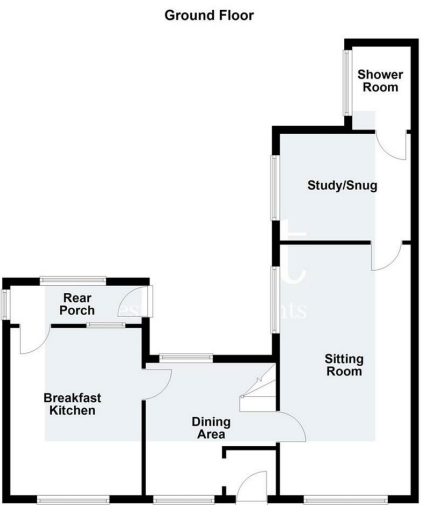 Ground Floor
Shower
Room
Study/Snug
Rear
Porch
Sitting
Room
Breakfast
Kitchen
Dining
Area